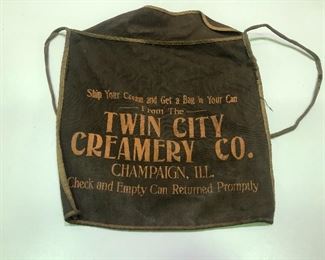 Ship Your Cream and Get a Bag in Your Can
From The
TWIN CITY
CREAMERY CO.
CHAMPAIGN, ILL.
Check and Empty Can Returned Promptly